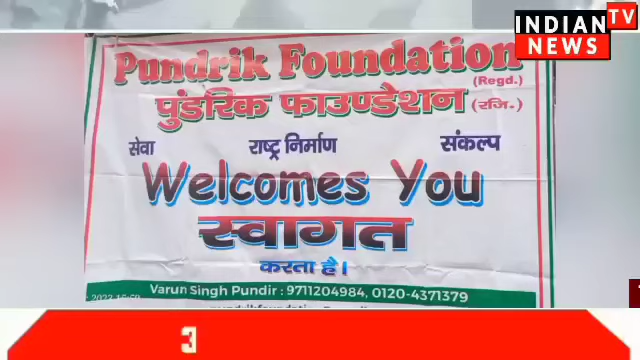 INDIAN TV
NEWS
Pundrik Foundation
(Regd.)
पुंडरिक फाउण्डेशन (रजि.)
सेवा राष्ट्र निर्माण संकल्प
Welcomes You
स्वागत
करता है।
Varun Singh Pundir : 9711204984, 0120-4371379
3